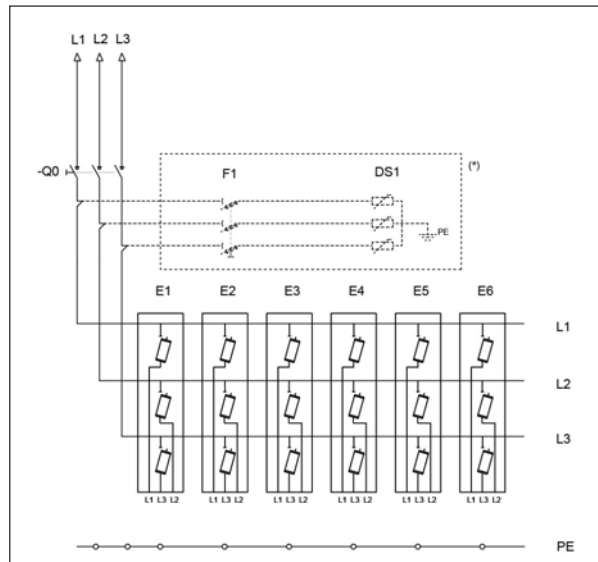 L1 L2 L3
-Q0
F1 DS1 (*)
PE
E1 E2 E3 E4 E5 E6
L1
L2
L3
L1 L3 L2 L1 L3 L2 L1 L3 L2 L1 L3 L2 L1 L3 L2 L1 L3 L2
PE